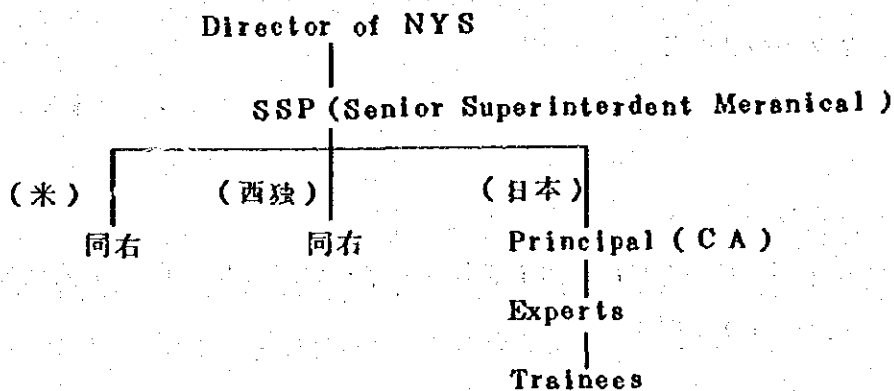 Director of NYS
SSP (Senior Superinterdent Meranical)
(米) (西独) (日本)
同右 同右 Principal (CA)
Experts
Trainees